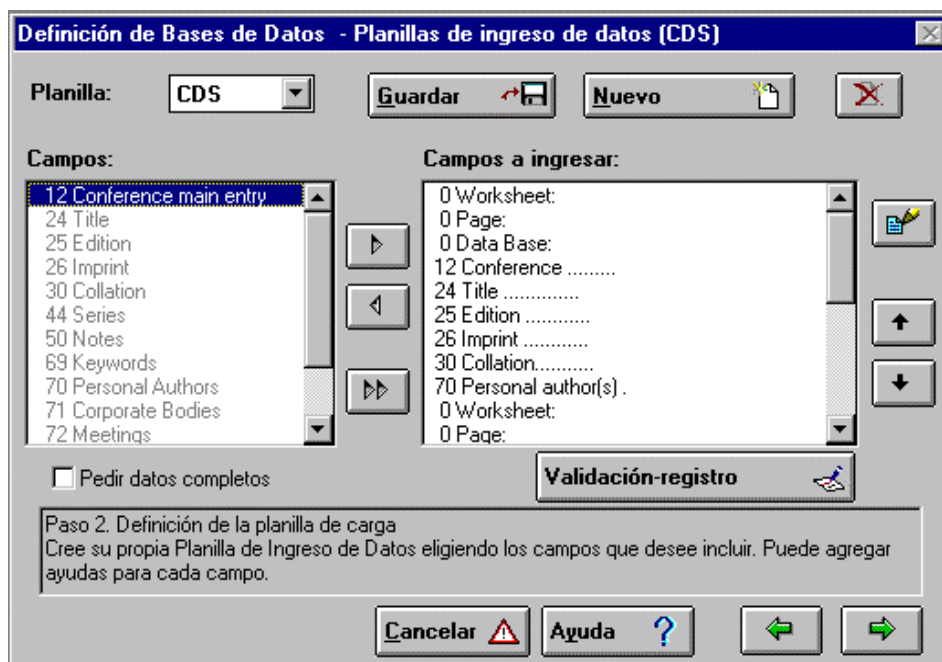 Definición de Bases de Datos - Planillas de ingreso de datos (CDS)
Planilla:
CDS
Guardar
Nuevo
Campos:
12 Conference main entry
24 Title
25 Edition
26 Imprint
30 Collation
44 Series
50 Notes
69 Keywords
70 Personal Authors
71 Corporate Bodies
72 Meetings
Campos a ingresar:
0 Worksheet:
0 Page:
0 Data Base:
12 Conference .........
24 Title ..............
25 Edition ............
26 Imprint ............
30 Collation...........
70 Personal author(s) .
0 Worksheet:
0 Page:
Pedir datos completos
Validación-registro
Paso 2. Definición de la planilla de carga
Cree su propia Planilla de Ingreso de Datos eligiendo los campos que desee incluir. Puede agregar
ayudas para cada campo.
Cancelar
Ayuda